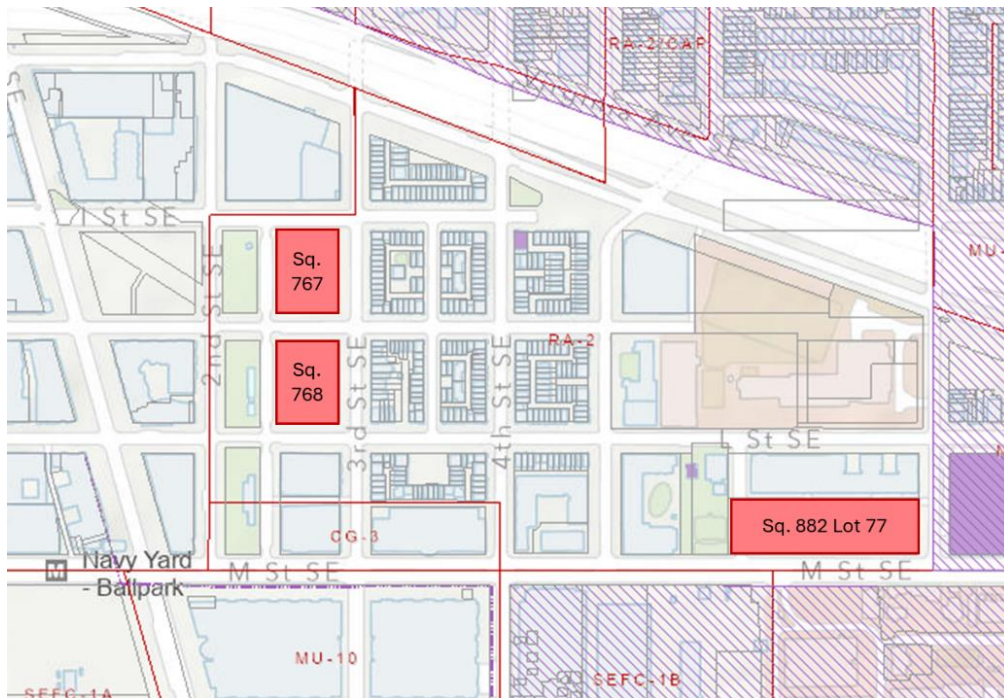 RA-2/CAP
I St SE
2nd St SE
Sq.
767
MU-
Sq.
768
3rd St SE
4th St SE
RA-2
L St SE
CG-3
Sq. 882 Lot 77
Navy Yard
- Ballpark
M St SE
M St SE
MU-10
SEFC-1A
SEFC-1B